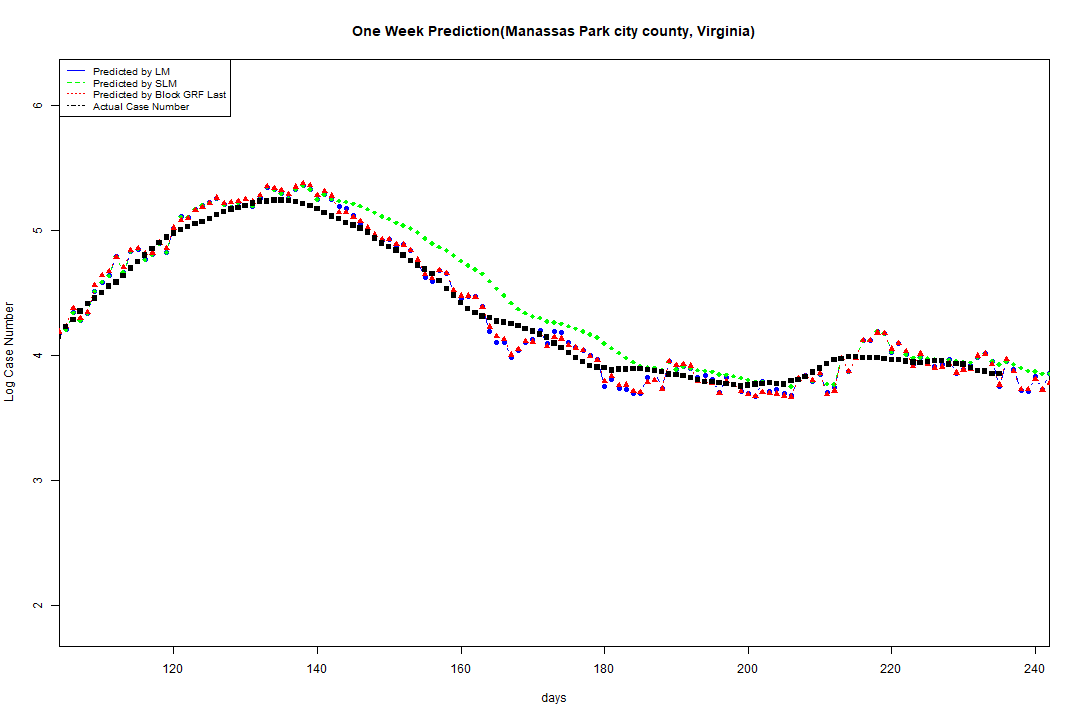 One Week Prediction(Manassas Park city county, Virginia)
Predicted by LM
Predicted by SLM
Predicted by Block GRF Last
Actual Case Number
Log Case Number
6
5
4
3
2
120 140 160 180 200 220 240
days